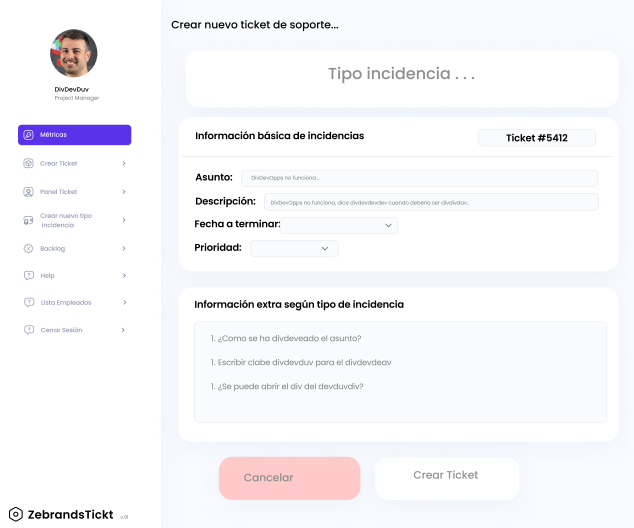 Crear nuevo ticket de soporte...
DivDevDuv
Project Manager
Métricas
Crear Ticket
Panel Ticket
Crear nuevo tipo
incidencia
Backlog
Help
Lista Empleados
Cerrar Sesión
ZebrandsTickt v.01
Tipo incidencia . . .
Información básica de incidencias
Ticket #5412
Asunto: DivDevOpps no funciona...
Descripción: DivDevOpps no funciona, dice divdevdevdev cuando debería ser divdivdav..
Fecha a terminar:
Prioridad:
Información extra según tipo de incidencia
1. ¿Como se ha divdeveado el asunto?
1. Escribir clabe divdevduv para el divdevdeav
1. ¿Se puede abrir el div del devduvdiv?
Cancelar
Crear Ticket